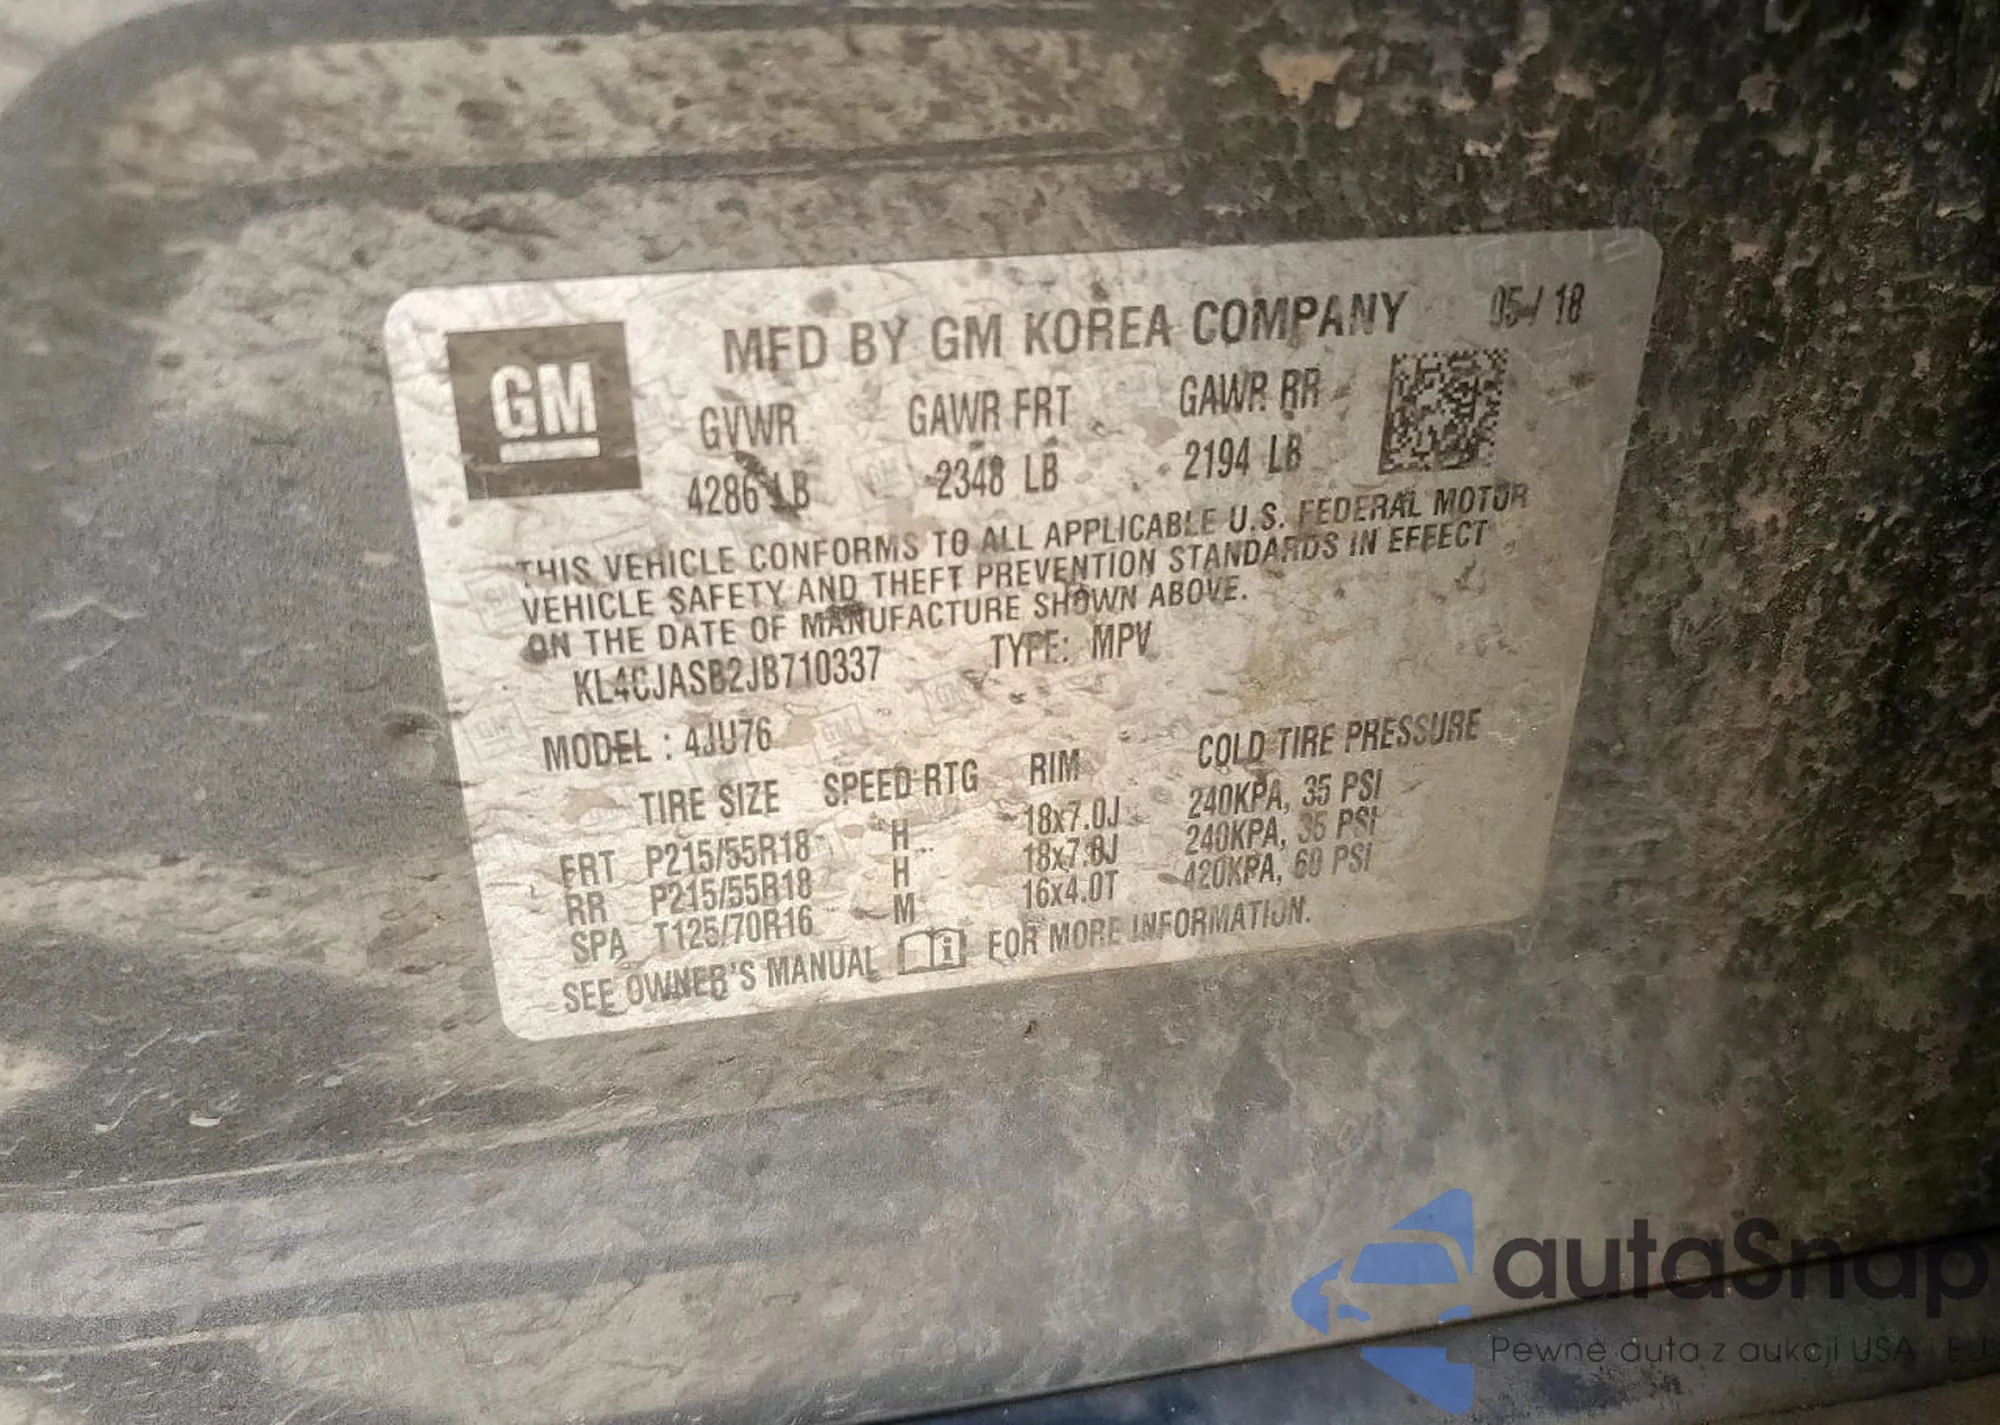 GM
MFD BY GM KOREA COMPANY 05 / 18
GVWR GAWR FRT GAWR RR
4286 LB 2348 LB 2194 LB
THIS VEHICLE CONFORMS TO ALL APPLICABLE U.S. FEDERAL MOTOR
VEHICLE SAFETY AND THEFT PREVENTION STANDARDS IN EFFECT
ON THE DATE OF MANUFACTURE SHOWN ABOVE.
KL4CJASB2JB710337 TYPE: MPV
MODEL : 4JU76
TIRE SIZE SPEED RTG RIM COLD TIRE PRESSURE
FRT P215/55R18 H 18x7.0J 240KPA, 35 PSI
RR P215/55R18 H 18x7.0J 240KPA, 35 PSI
SPA T125/70R16 M 16x4.0T 420KPA, 60 PSI
SEE OWNER'S MANUAL i FOR MORE INFORMATION.
autaSnap
Pewne auta z aukcji USA i EU